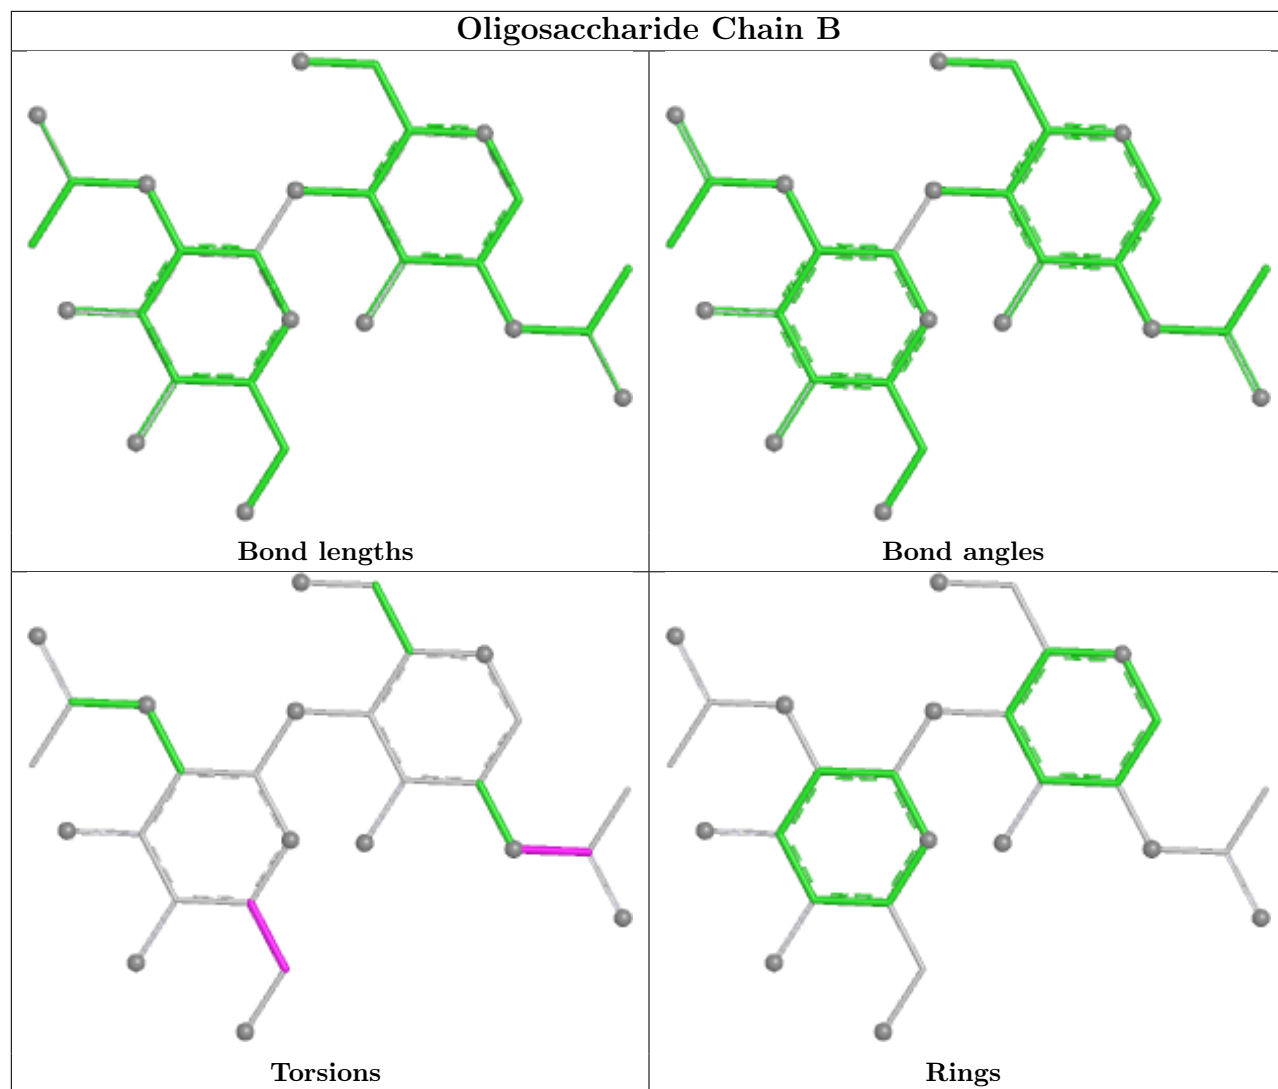 Oligosaccharide Chain B
Bond lengths
Bond angles
Torsions
Rings